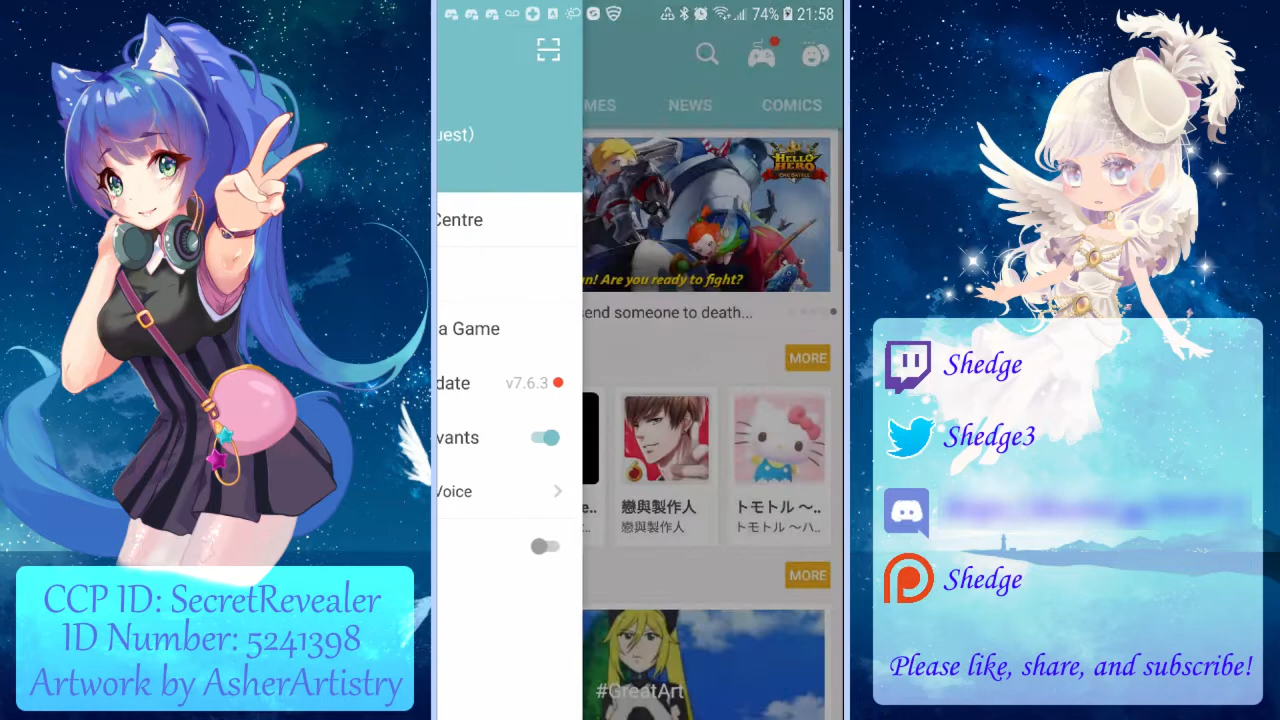 CCP ID: SecretRevealer
ID Number: 5241398
Artwork by AsherArtistry
74% 21:58
uest)
Centre
a Game
date v7.6.3
vants
Voice
MES NEWS COMICS
HELLO HERO
EPIC BATTLE
n! Are you ready to fight?
send someone to death...
MORE
e..
戀與製作人
戀與製作人
トモトル ～..
トモトル ～ハ..
MORE
#GreatArt
Shedge
Shedge3
Shedge
Please like, share, and subscribe!